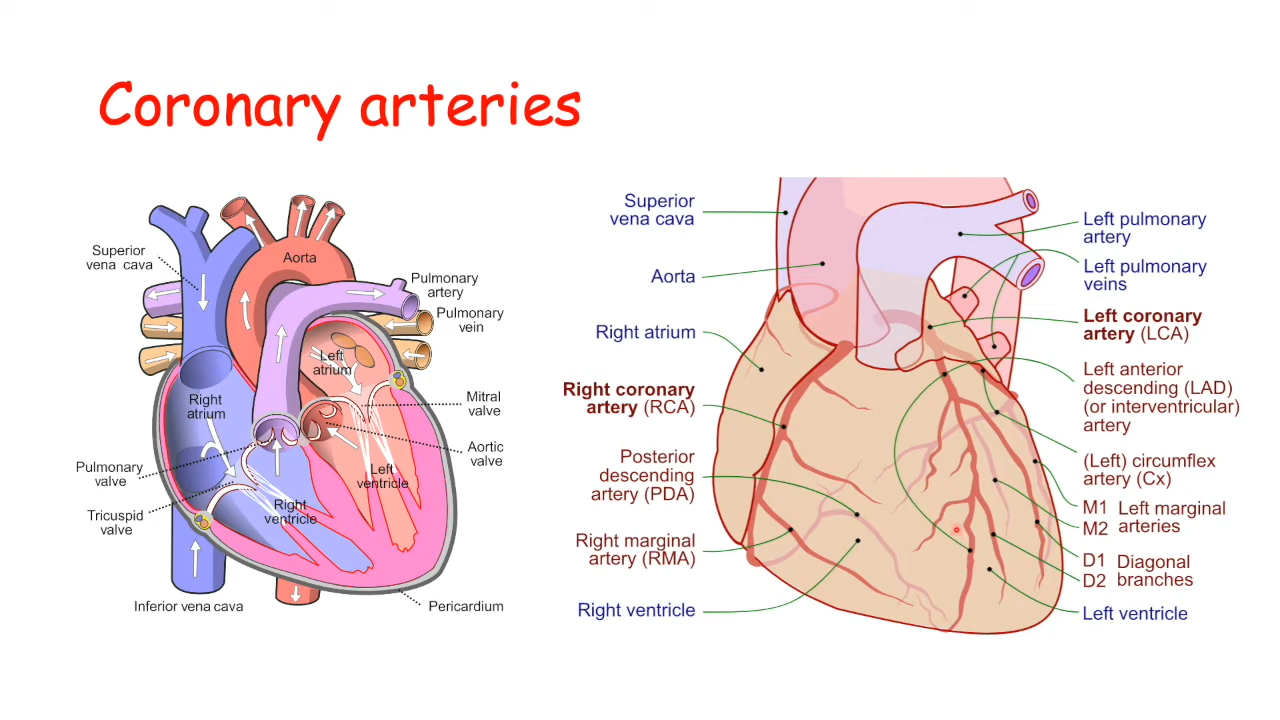 Coronary arteries
Superior
vena cava
Aorta
Pulmonary
artery
Pulmonary
vein
Left
atrium
Right
atrium
Mitral
valve
Aortic
valve
Pulmonary
valve
Left
ventricle
Tricuspid
valve
Right
ventricle
Inferior vena cava
Pericardium
Superior
vena cava
Aorta
Right atrium
Right coronary
artery (RCA)
Posterior
descending
artery (PDA)
Right marginal
artery (RMA)
Right ventricle
Left pulmonary
artery
Left pulmonary
veins
Left coronary
artery (LCA)
Left anterior
descending (LAD)
(or interventricular)
artery
(Left) circumflex
artery (Cx)
M1 Left marginal
M2 arteries
D1 Diagonal
D2 branches
Left ventricle